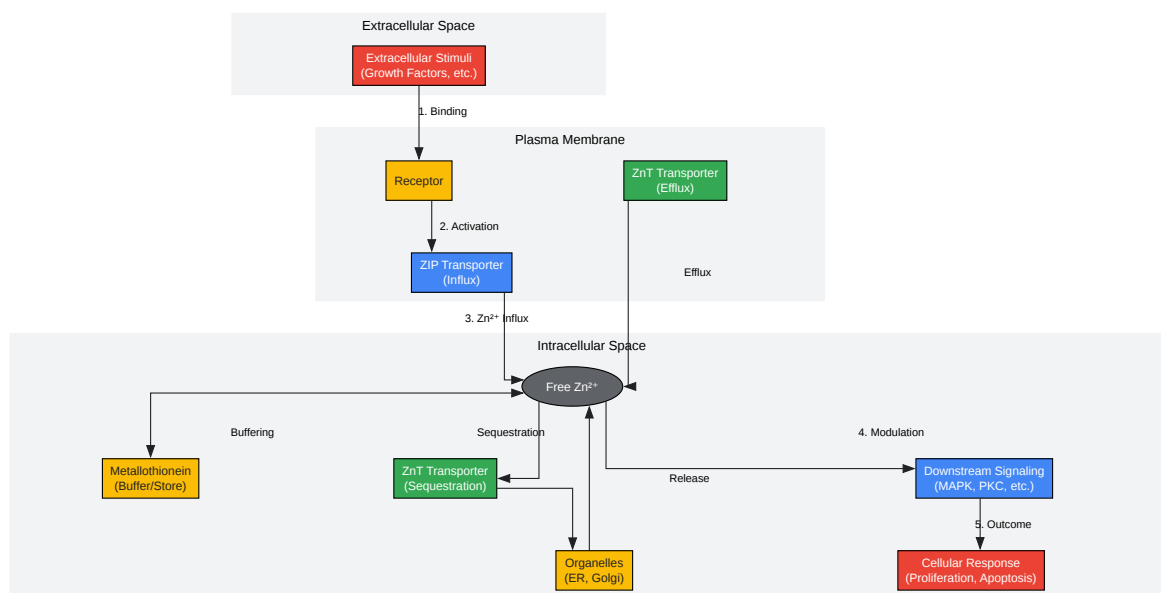 Extracellular Space
Extracellular Stimuli
(Growth Factors, etc.)
1. Binding
Plasma Membrane
Receptor
ZnT Transporter
(Efflux)
2. Activation
ZIP Transporter
(Influx)
Efflux
3. Zn²⁺ Influx
Intracellular Space
Free Zn²⁺
Buffering
Sequestration
4. Modulation
Metallothionein
(Buffer/Store)
ZnT Transporter
(Sequestration)
Release
Downstream Signaling
(MAPK, PKC, etc.)
5. Outcome
Organelles
(ER, Golgi)
Cellular Response
(Proliferation, Apoptosis)